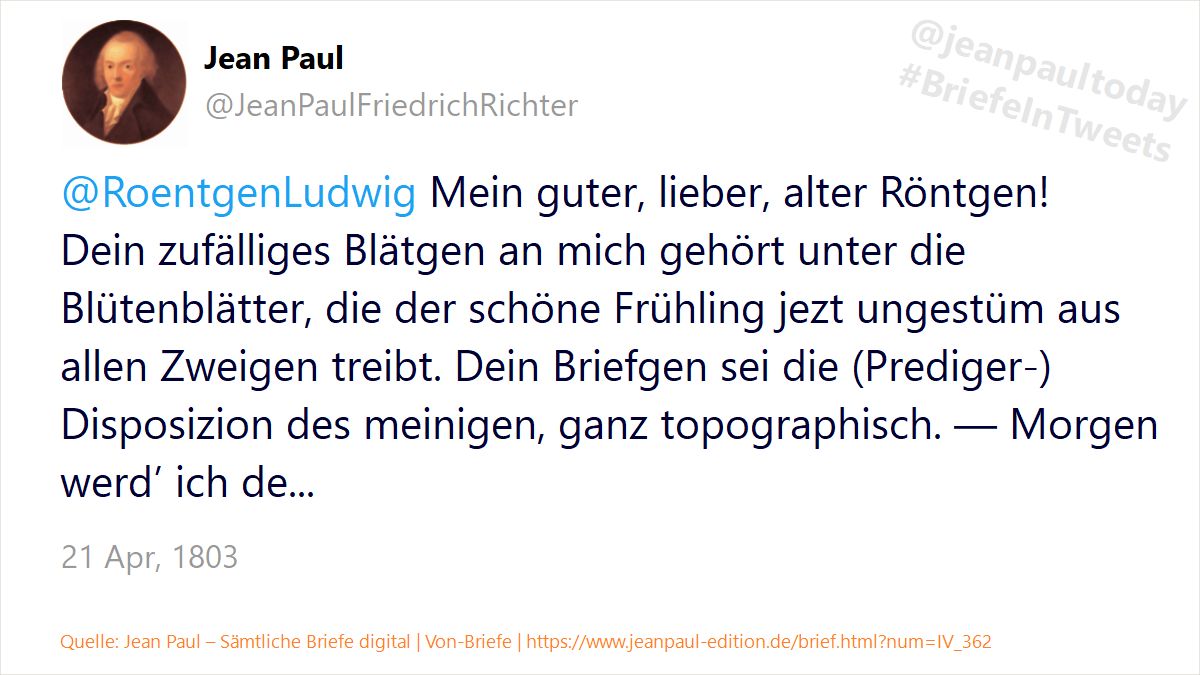 Jean Paul
@JeanPaulFriedrichRichter
@jeanpaultoday
#BriefeInTweets
@RoentgenLudwig Mein guter, lieber, alter Röntgen!
Dein zufälliges Blätgen an mich gehört unter die
Blütenblätter, die der schöne Frühling jezt ungestüm aus
allen Zweigen treibt. Dein Briefgen sei die (Prediger-)
Disposizion des meinigen, ganz topographisch. — Morgen
werd’ ich de...
21 Apr, 1803
Quelle: Jean Paul – Sämtliche Briefe digital | Von-Briefe | https://www.jeanpaul-edition.de/brief.html?num=IV_362